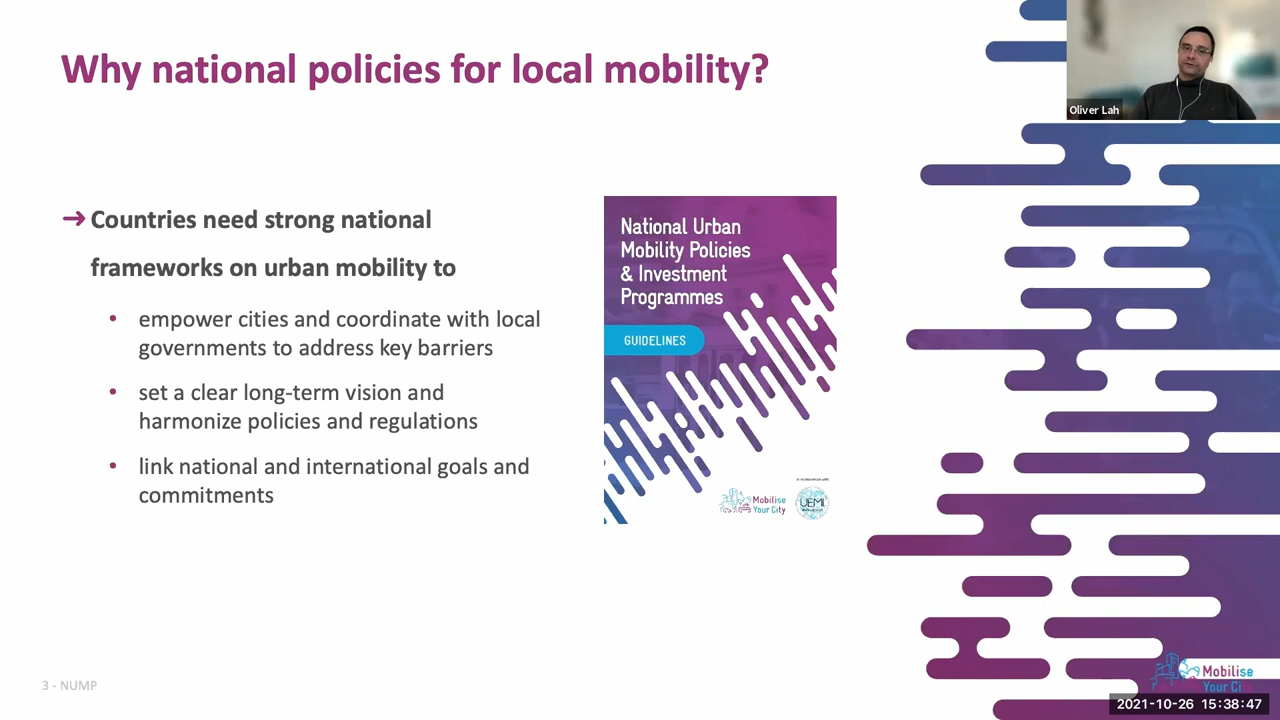 Why national policies for local mobility?
Oliver Lah
➜ Countries need strong national
frameworks on urban mobility to
• empower cities and coordinate with local
governments to address key barriers
• set a clear long-term vision and
harmonize policies and regulations
• link national and international goals and
commitments
National Urban
Mobility Policies
& Investment
Programmes
GUIDELINES
Mobilise
Your City
UEMI
3 - NUMP
Mobilise
Your Ci
2021-10-26 15:38:47